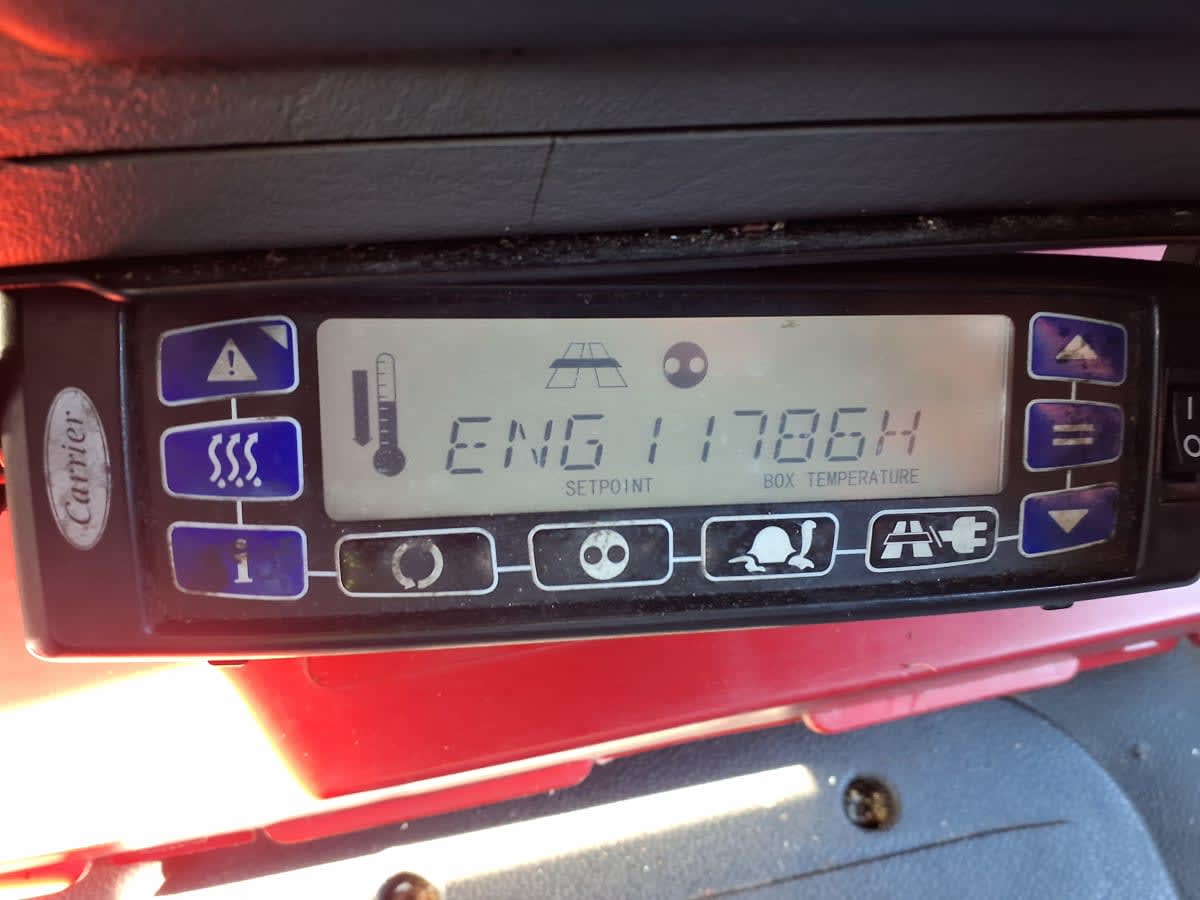 Carrier
ENG 11786H
SETPOINT BOX TEMPERATURE
i
I
O